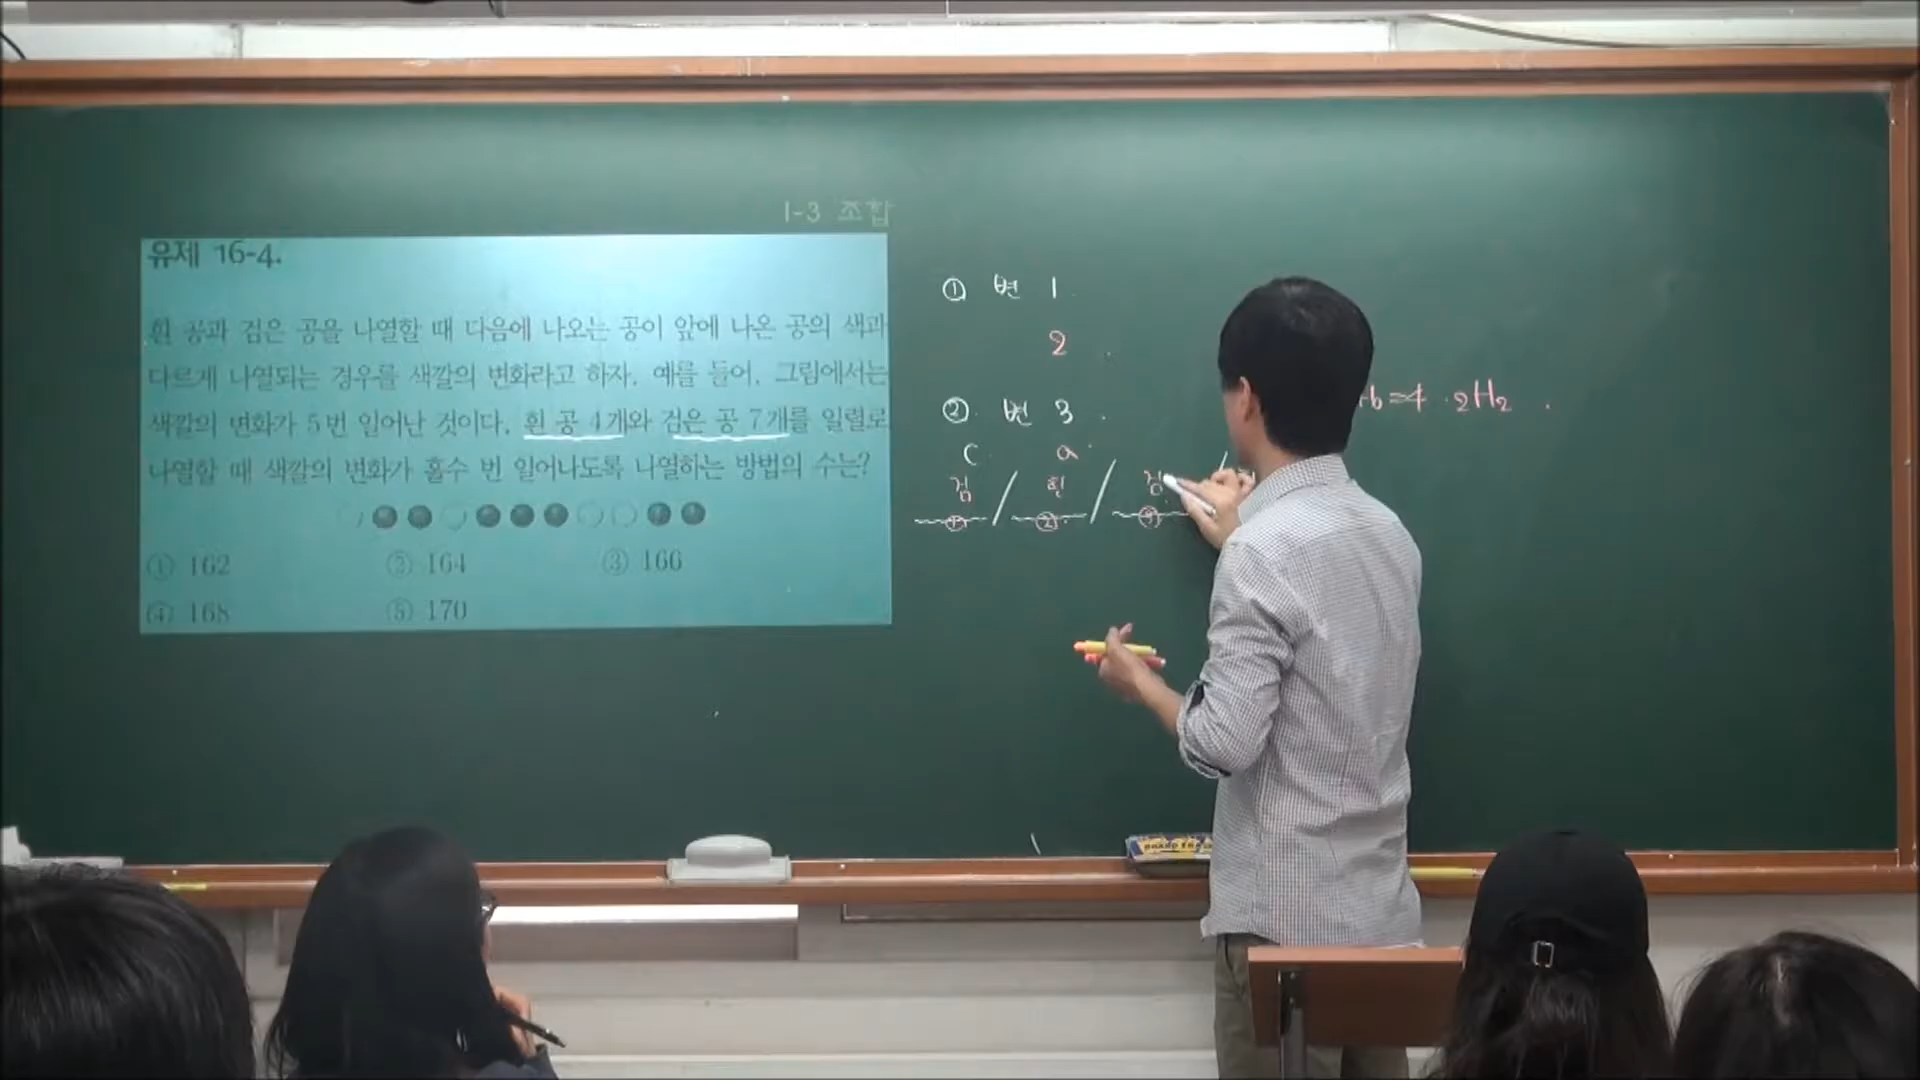 1-3 조합
유제 16-4.
흰 공과 검은 공을 나열할 때 다음에 나오는 공이 앞에 나온 공의 색과
다르게 나열되는 경우를 색깔의 변화라고 하자. 예를 들어, 그림에서는
색깔의 변화가 5번 일어난 것이다. 흰 공 4개와 검은 공 7개를 일렬로
나열할 때 색깔의 변화가 홀수 번 일어나도록 나열하는 방법의 수는?
① 162 ② 164 ③ 166
④ 168 ⑤ 170
① 변 1
2
② 변 3
c a
검 / 흰 / 검
+b=4 ₂H₂